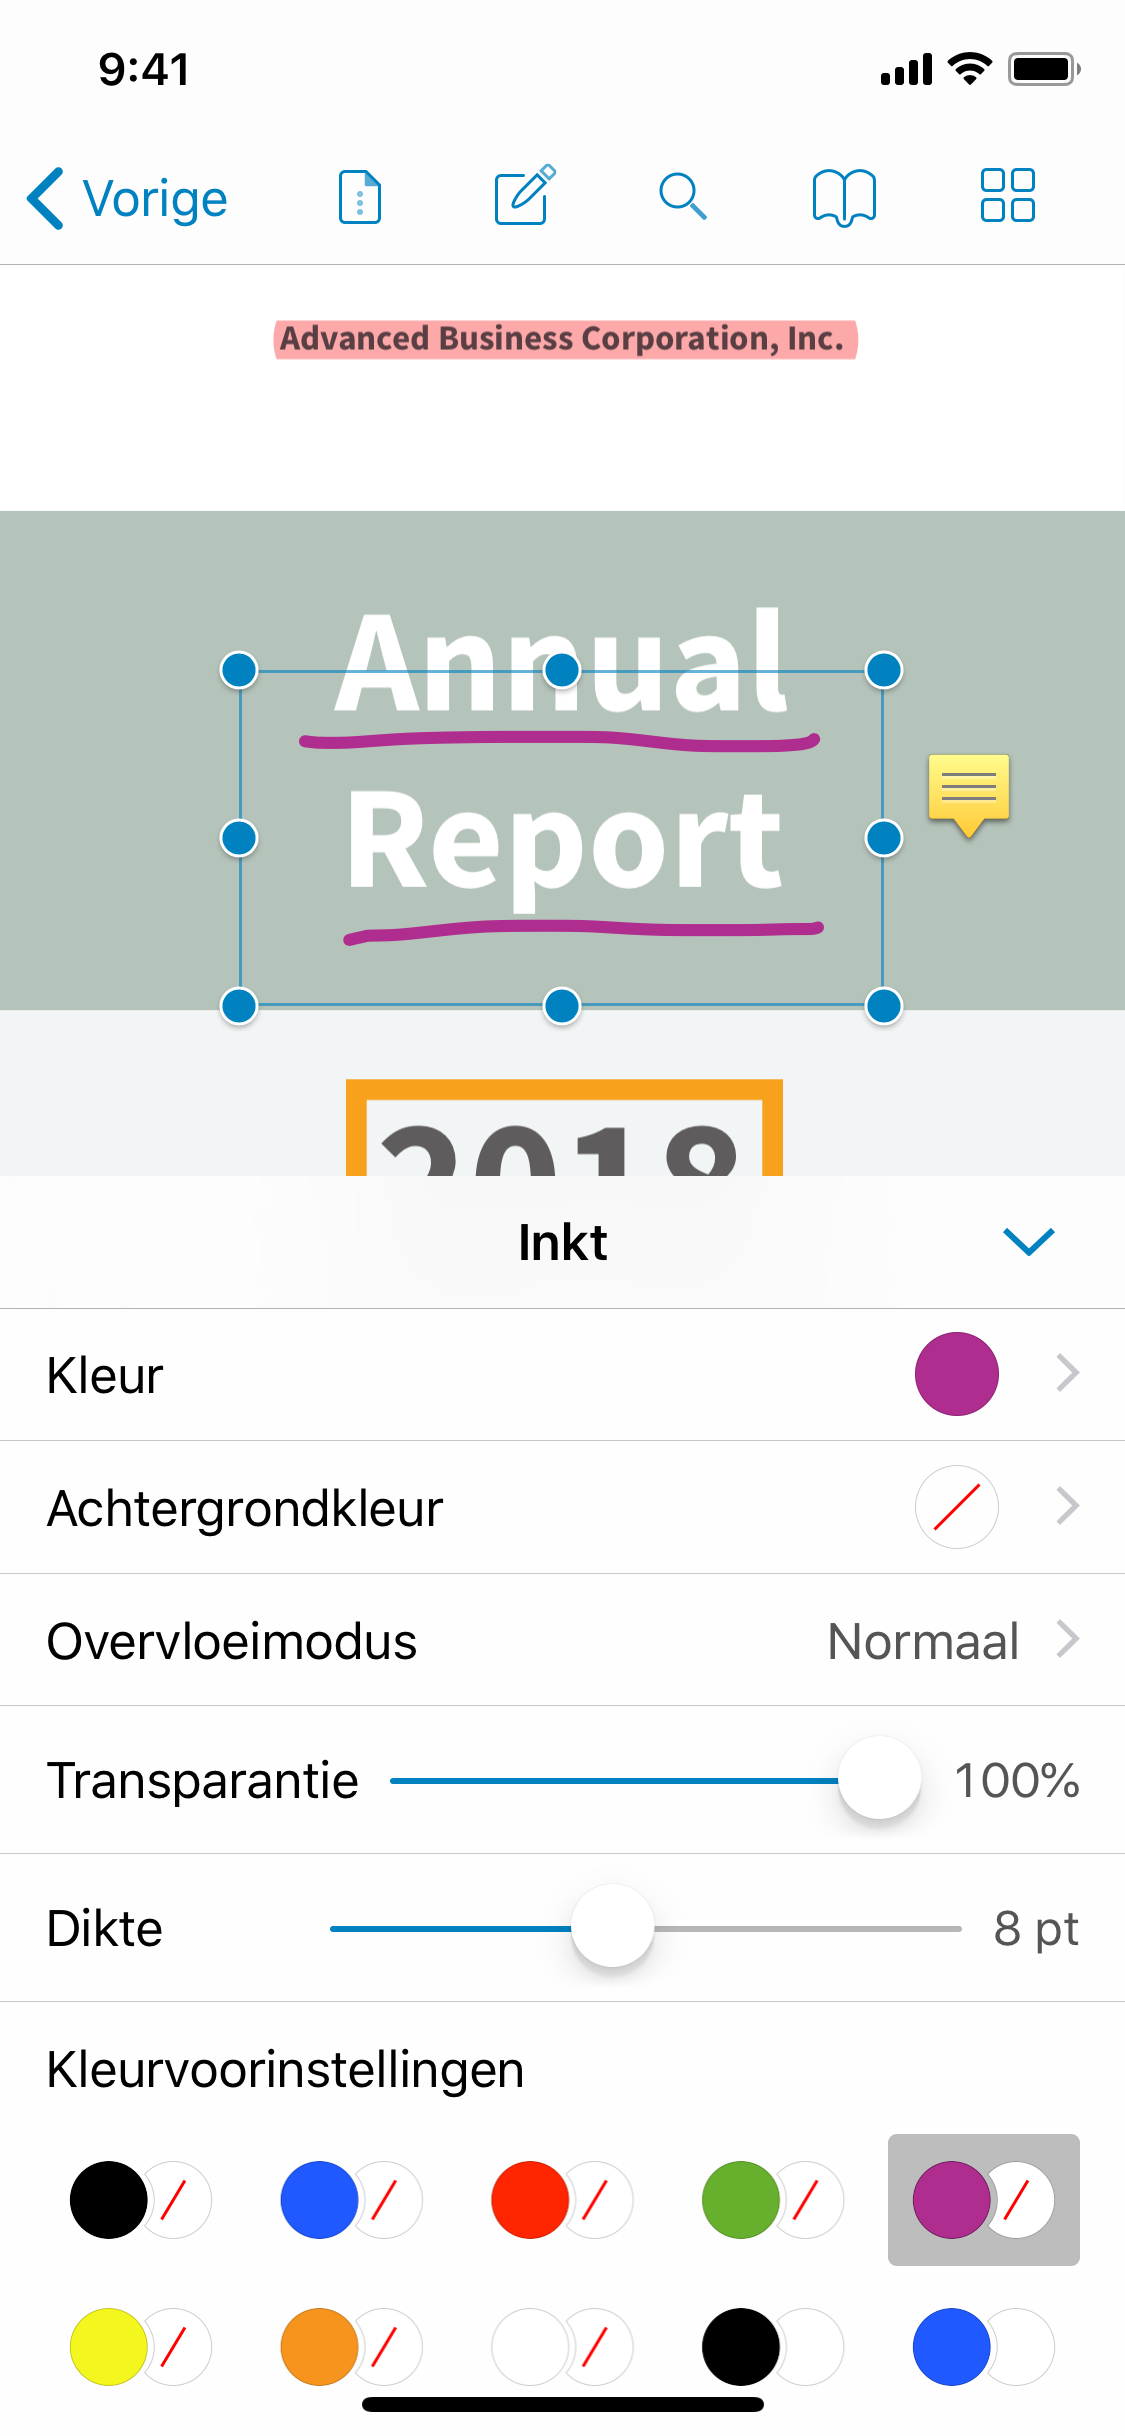 9:41
Vorige
Advanced Business Corporation, Inc.
Annual
Report
2018
Inkt
Kleur
Achtergrondkleur
Overvloeimodus Normaal
Transparantie 100%
Dikte 8 pt
Kleurvoorinstellingen